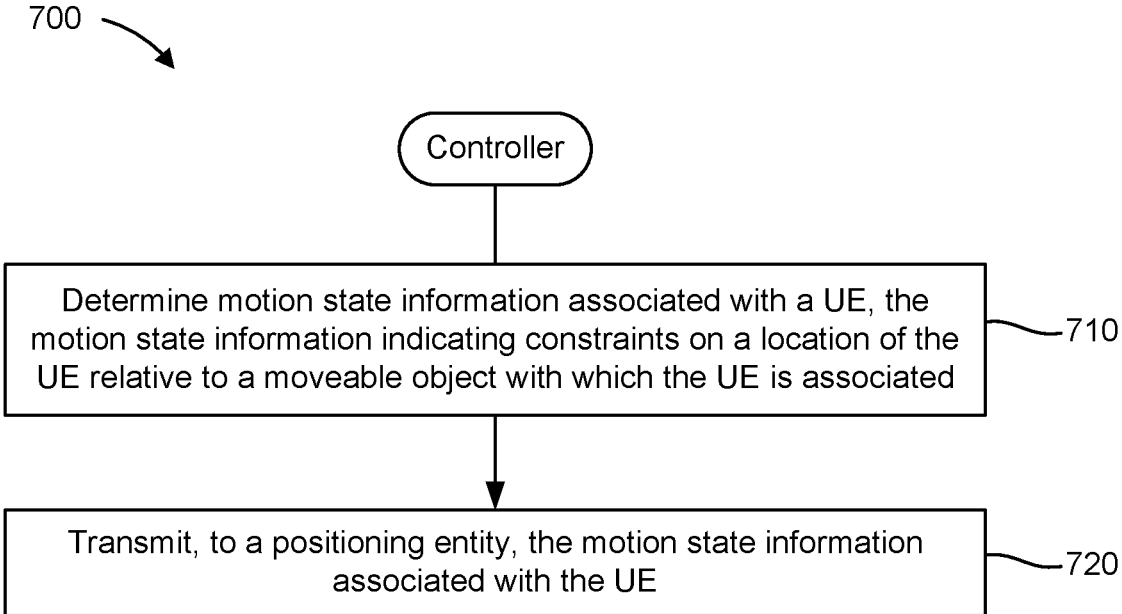 700
Controller
Determine motion state information associated with a UE, the
motion state information indicating constraints on a location of the
UE relative to a moveable object with which the UE is associated
710
Transmit, to a positioning entity, the motion state information
associated with the UE
720